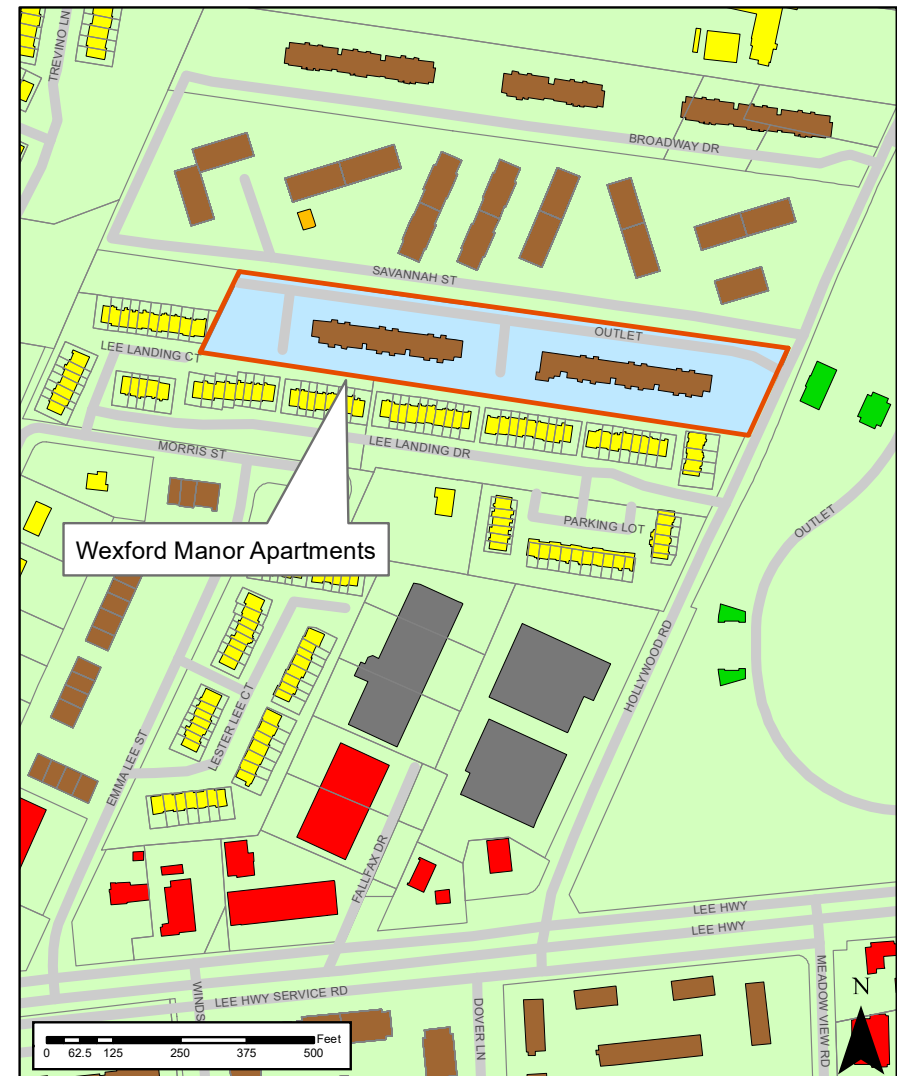 TREVINO LN
BROADWAY DR
SAVANNAH ST
OUTLET
LEE LANDING CT
LEE LANDING DR
MORRIS ST
PARKING LOT
OUTLET
Wexford Manor Apartments
HOLLYWOOD RD
LESTER LEE CT
EMMA LEE ST
FALLFAX DR
LEE HWY
LEE HWY
LEE HWY SERVICE RD
WINDS
DOVER LN
MEADOW VIEW RD
N
Feet
0 62.5 125 250 375 500